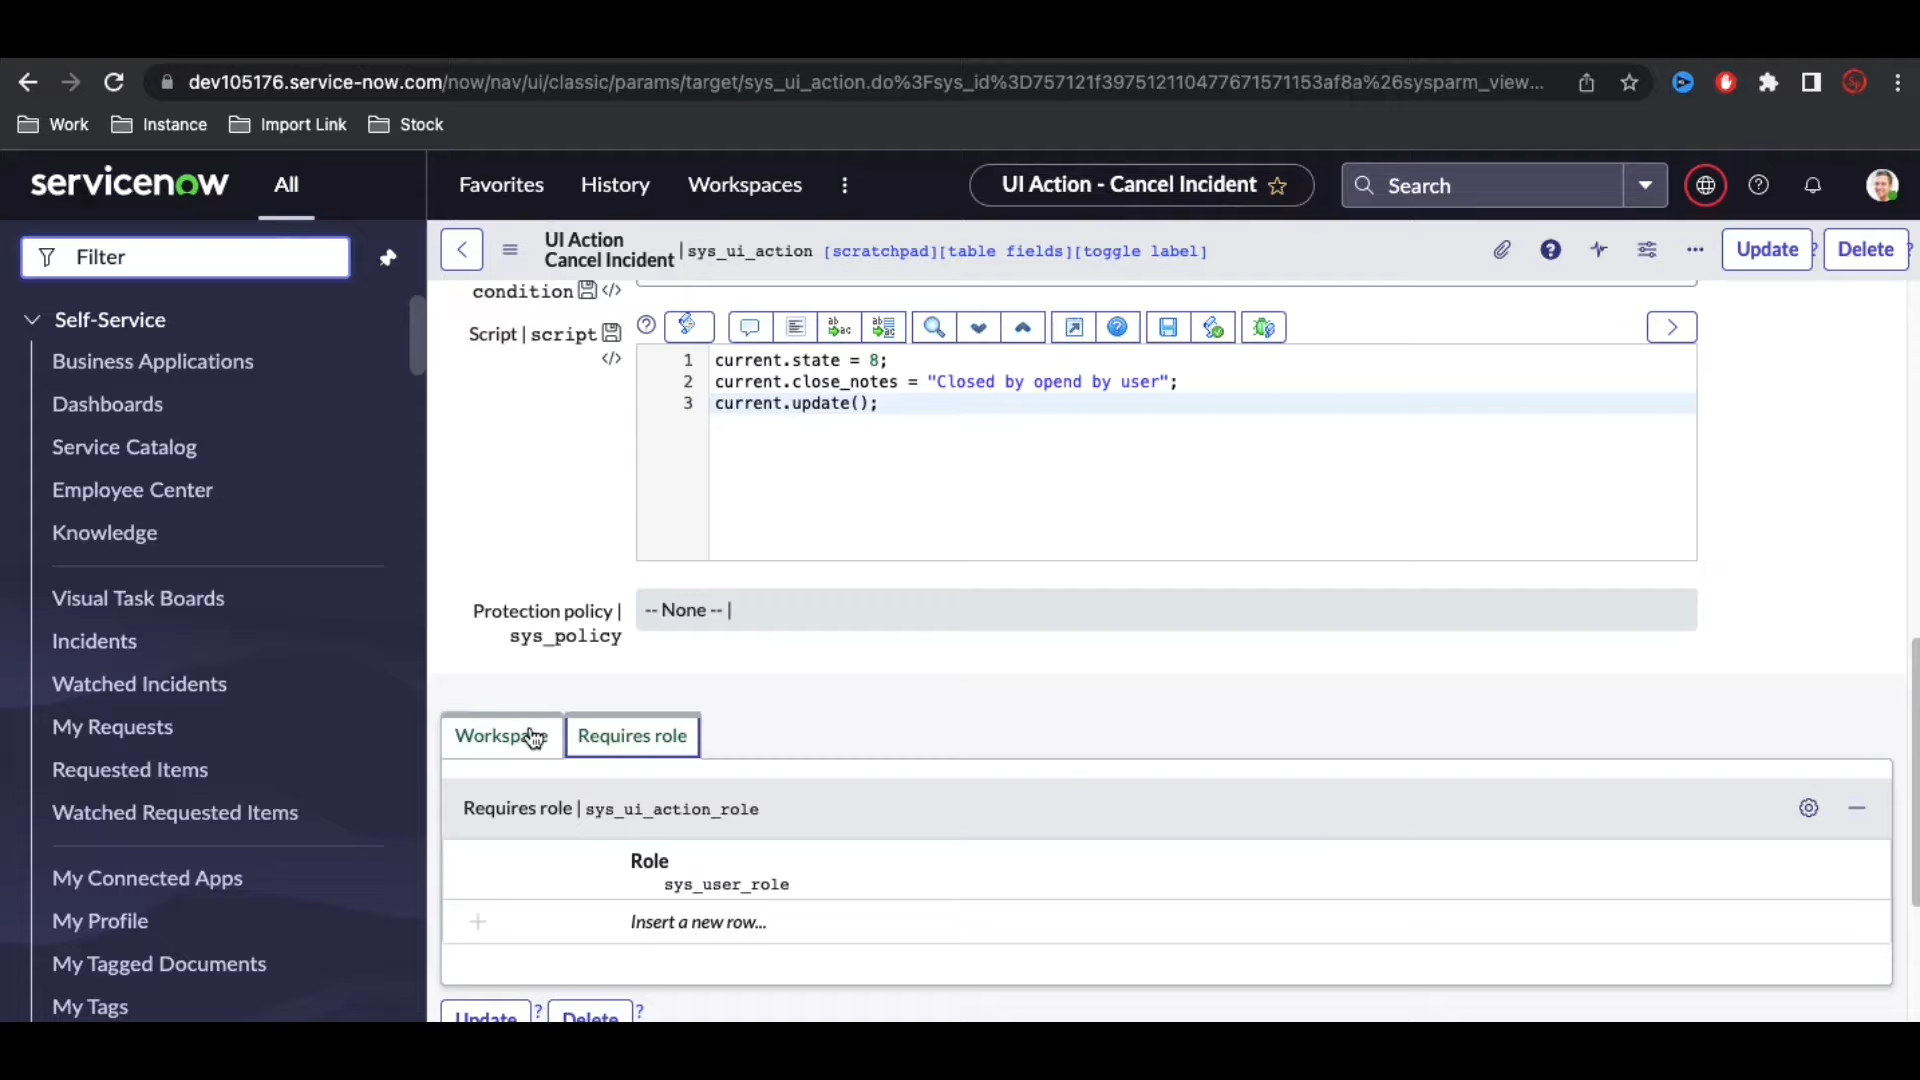 dev105176.service-now.com/now/nav/ui/classic/params/target/sys_ui_action.do%3Fsys_id%3D757121f397512110477671571153af8a%26sysparm_view...
Work Instance Import Link Stock
servicenow All Favorites History Workspaces UI Action - Cancel Incident Search
Filter
UI Action
Cancel Incident | sys_ui_action [scratchpad][table fields][toggle label] Update ? Delete ?
Self-Service
Business Applications
Dashboards
Service Catalog
Employee Center
Knowledge
Visual Task Boards
Incidents
Watched Incidents
My Requests
Requested Items
Watched Requested Items
My Connected Apps
My Profile
My Tagged Documents
My Tags
condition </>
Script | script
</>
1 current.state = 8;
2 current.close_notes = "Closed by opend by user";
3 current.update();
Protection policy |
sys_policy
-- None -- |
Workspace Requires role
Requires role | sys_ui_action_role
Role
sys_user_role
Insert a new row...
Update ? Delete ?